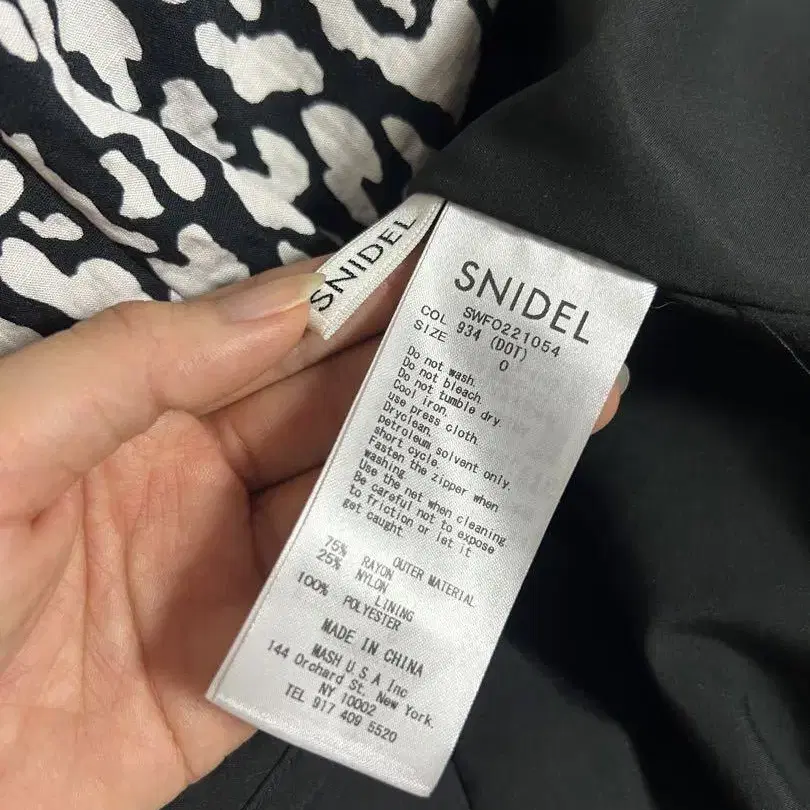 SNIDEL
SNIDEL
SWFO221054
COL 934 (DOT)
SIZE 0
Do not wash.
Do not bleach.
Do not tumble dry.
Cool iron.
use press cloth.
Dryclean.
petroleum solvent only.
short cycle.
Fasten the zipper when
washing.
Use the net when cleaning.
Be careful not to expose
to friction or let it
get caught.
OUTER MATERIAL
75% RAYON
25% NYLON
LINING
100% POLYESTER
MADE IN CHINA
MASH U.S.A Inc
144 Orchard St. New York.
NY 10002
TEL 917 409 5520